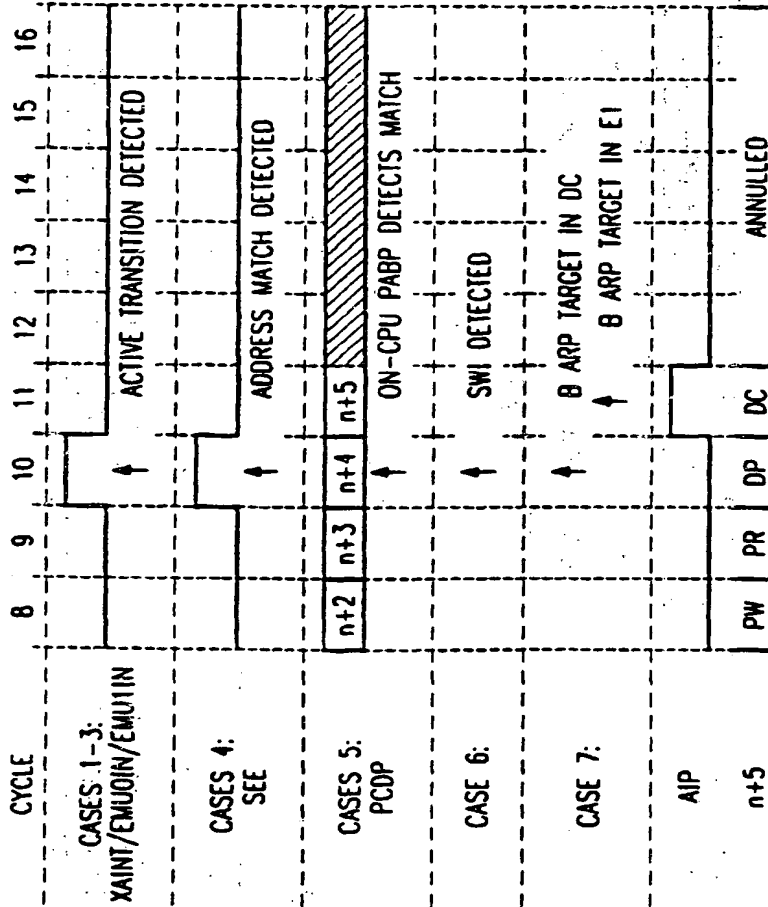 CYCLE 8 9 10 11 12 13 14 15 16
CASES 1-3:
XAINT/EMU0IN/EMU1IN
ACTIVE TRANSITION DETECTED
CASES 4:
SEE
ADDRESS MATCH DETECTED
CASES 5:
PCDP
n+2 n+3 n+4 n+5
ON-CPU PABP DETECTS MATCH
CASE 6:
SWI DETECTED
CASE 7:
B ARP TARGET IN DC
B ARP TARGET IN E1
AIP
n+5 PW PR DP DC ANNULLED